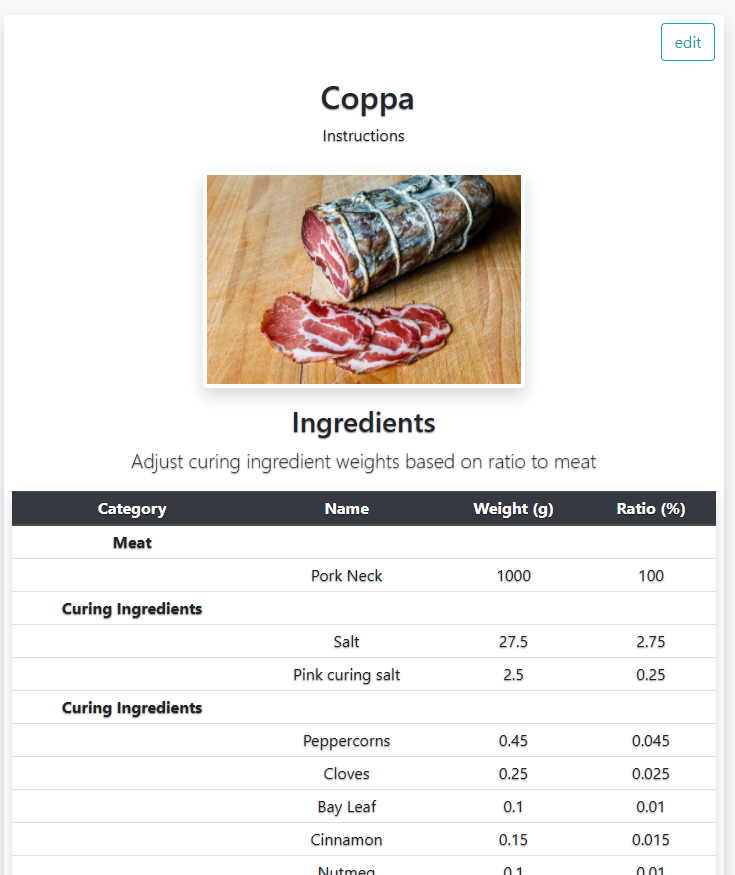 edit
Coppa
Instructions
Ingredients
Adjust curing ingredient weights based on ratio to meat
Category Name Weight (g) Ratio (%)
Meat
Pork Neck 1000 100
Curing Ingredients
Salt 27.5 2.75
Pink curing salt 2.5 0.25
Curing Ingredients
Peppercorns 0.45 0.045
Cloves 0.25 0.025
Bay Leaf 0.1 0.01
Cinnamon 0.15 0.015
Nutmeg 0.1 0.01